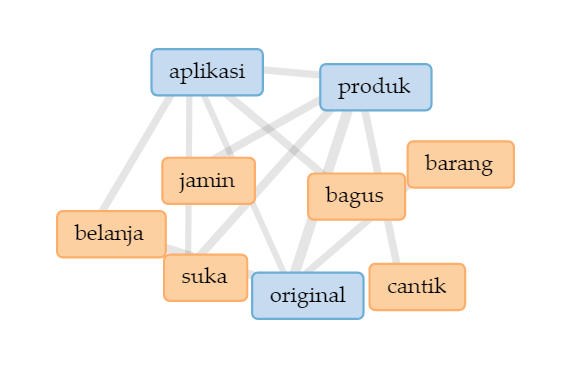 aplikasi
produk
barang
jamin
bagus
belanja
suka
cantik
original